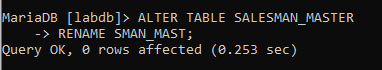 MariaDB [labdb]> ALTER TABLE SALESMAN_MASTER
    -> RENAME SMAN_MAST;
Query OK, 0 rows affected (0.253 sec)